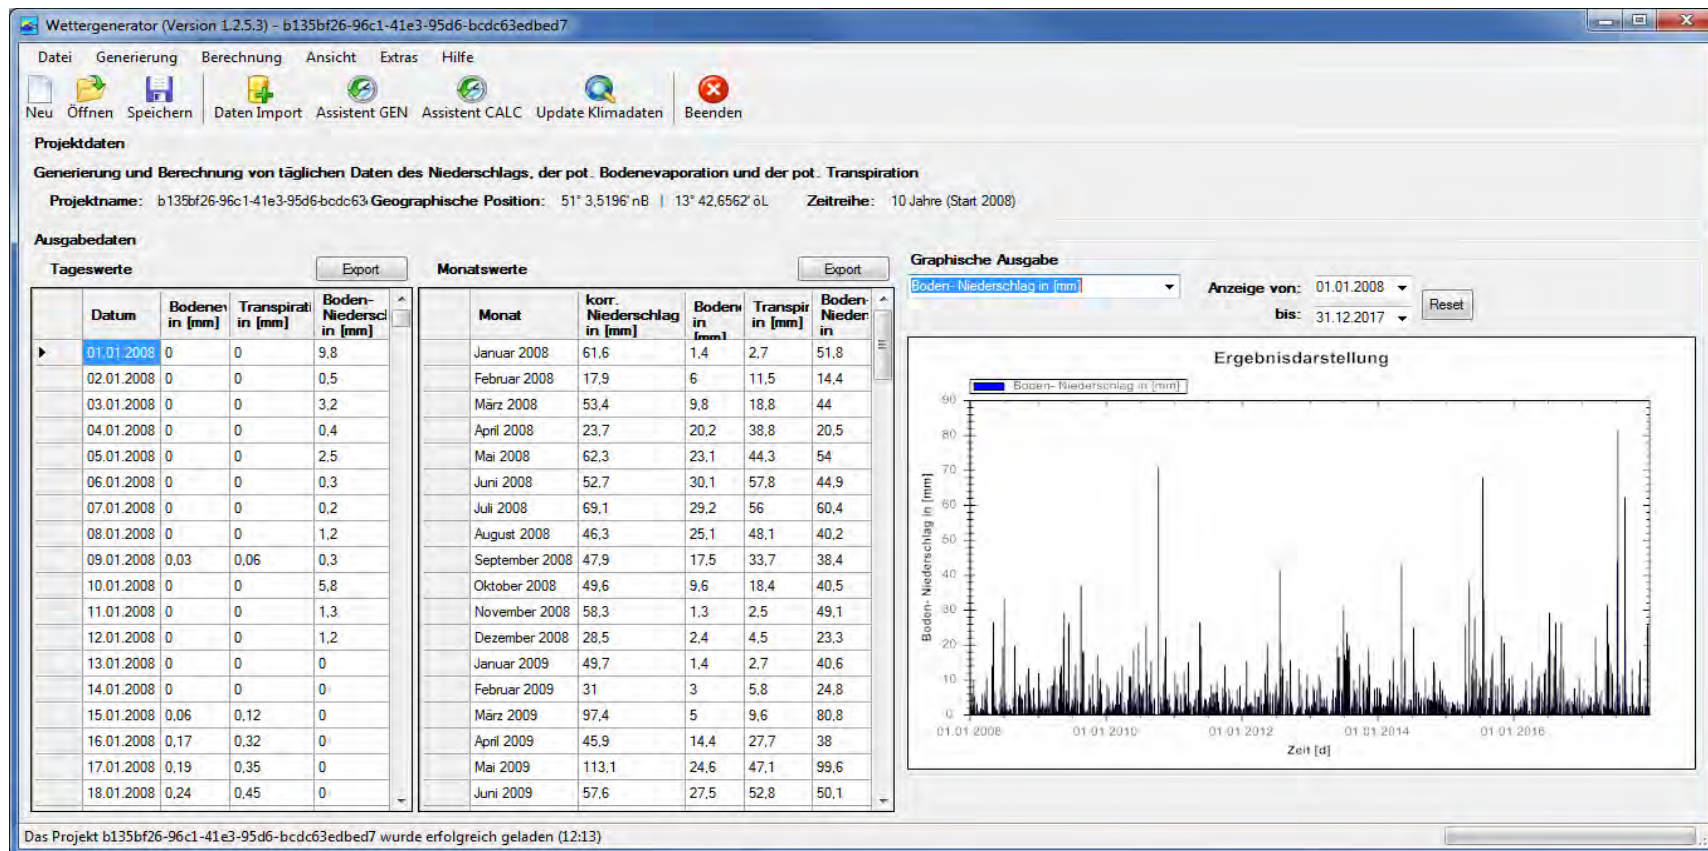 Wettergenerator (Version 1.2.5.3) - b135bf26-96c1-41e3-95d6-bcdc63edbed7
Datei Generierung Berechnung Ansicht Extras Hilfe
Neu Öffnen Speichern Daten Import Assistent GEN Assistent CALC Update Klimadaten Beenden
Projektdaten
Generierung und Berechnung von täglichen Daten des Niederschlags, der pot. Bodenevaporation und der pot. Transpiration
Projektname: b135bf26-96c1-41e3-95d6-bcdc63 Geographische Position: 51° 3,5196' nB | 13° 42,6562' öL Zeitreihe: 10 Jahre (Start 2008)
Ausgabedaten
Tageswerte Export
Datum Bodenev in [mm] Transpirati in [mm] Boden- Niederscl in [mm]
01.01.2008 0 0 9,8
02.01.2008 0 0 0,5
03.01.2008 0 0 3,2
04.01.2008 0 0 0,4
05.01.2008 0 0 2,5
06.01.2008 0 0 0,3
07.01.2008 0 0 0,2
08.01.2008 0 0 1,2
09.01.2008 0,03 0,06 0,3
10.01.2008 0 0 5,8
11.01.2008 0 0 1,3
12.01.2008 0 0 1,2
13.01.2008 0 0 0
14.01.2008 0 0 0
15.01.2008 0,06 0,12 0
16.01.2008 0,17 0,32 0
17.01.2008 0,19 0,35 0
18.01.2008 0,24 0,45 0
Monatswerte Export
Monat korr. Niederschlag in [mm] Boden in [mm] Transpir in [mm] Boden- Nieder in
Januar 2008 61,6 1,4 2,7 51,8
Februar 2008 17,9 6 11,5 14,4
März 2008 53,4 9,8 18,8 44
April 2008 23,7 20,2 38,8 20,5
Mai 2008 62,3 23,1 44,3 54
Juni 2008 52,7 30,1 57,8 44,9
Juli 2008 69,1 29,2 56 60,4
August 2008 46,3 25,1 48,1 40,2
September 2008 47,9 17,5 33,7 38,4
Oktober 2008 49,6 9,6 18,4 40,5
November 2008 58,3 1,3 2,5 49,1
Dezember 2008 28,5 2,4 4,5 23,3
Januar 2009 49,7 1,4 2,7 40,6
Februar 2009 31 3 5,8 24,8
März 2009 97,4 5 9,6 80,8
April 2009 45,9 14,4 27,7 38
Mai 2009 113,1 24,6 47,1 99,6
Juni 2009 57,6 27,5 52,8 50,1
Graphische Ausgabe
Boden- Niederschlag in [mm]
Anzeige von: 01.01.2008
bis: 31.12.2017
Reset
Ergebnisdarstellung
Boden- Niederschlag in [mm]
Boden- Niederschlag in [mm]
90
80
70
60
50
40
30
20
10
0
01.01.2008 01.01.2010 01.01.2012 01.01.2014 01.01.2016
Zeit [d]
Das Projekt b135bf26-96c1-41e3-95d6-bcdc63edbed7 wurde erfolgreich geladen (12:13)